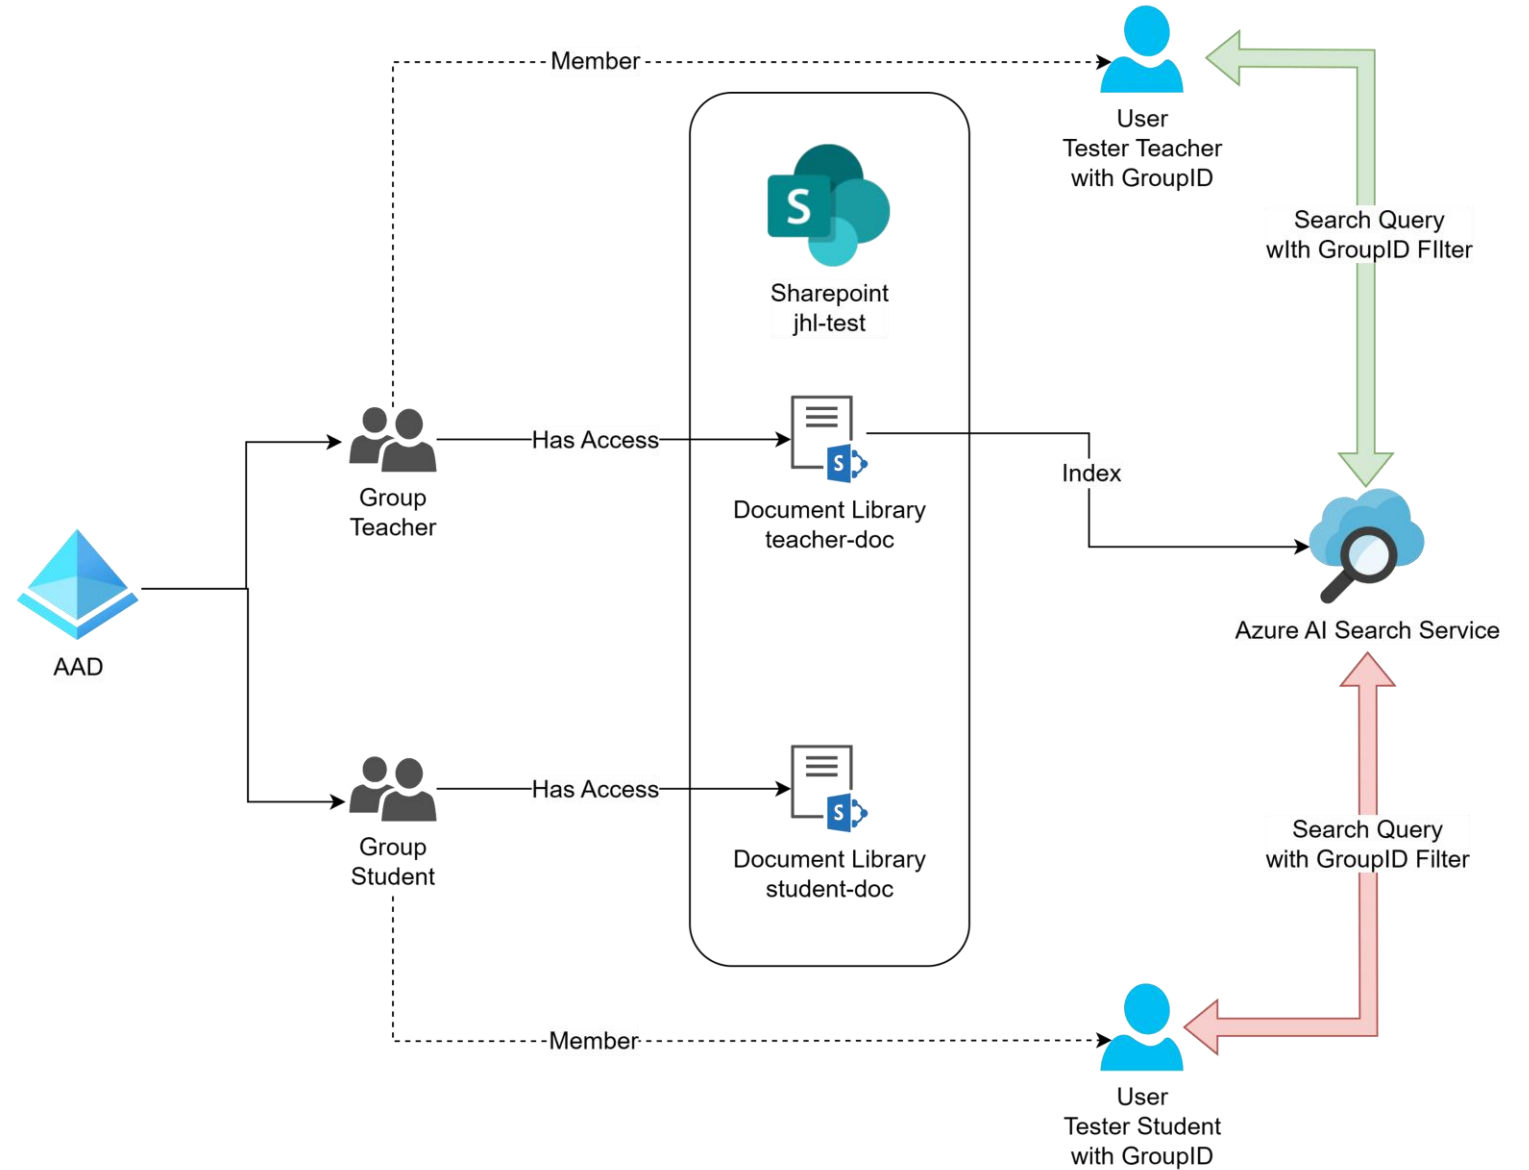 Member
User
Tester Teacher
with GroupID
S
Sharepoint
jhl-test
Search Query
wIth GroupID FIlter
Has Access
Group
Teacher
S
Document Library
teacher-doc
Index
AAD
Azure AI Search Service
Has Access
Group
Student
S
Document Library
student-doc
Search Query
with GroupID Filter
Member
User
Tester Student
with GroupID